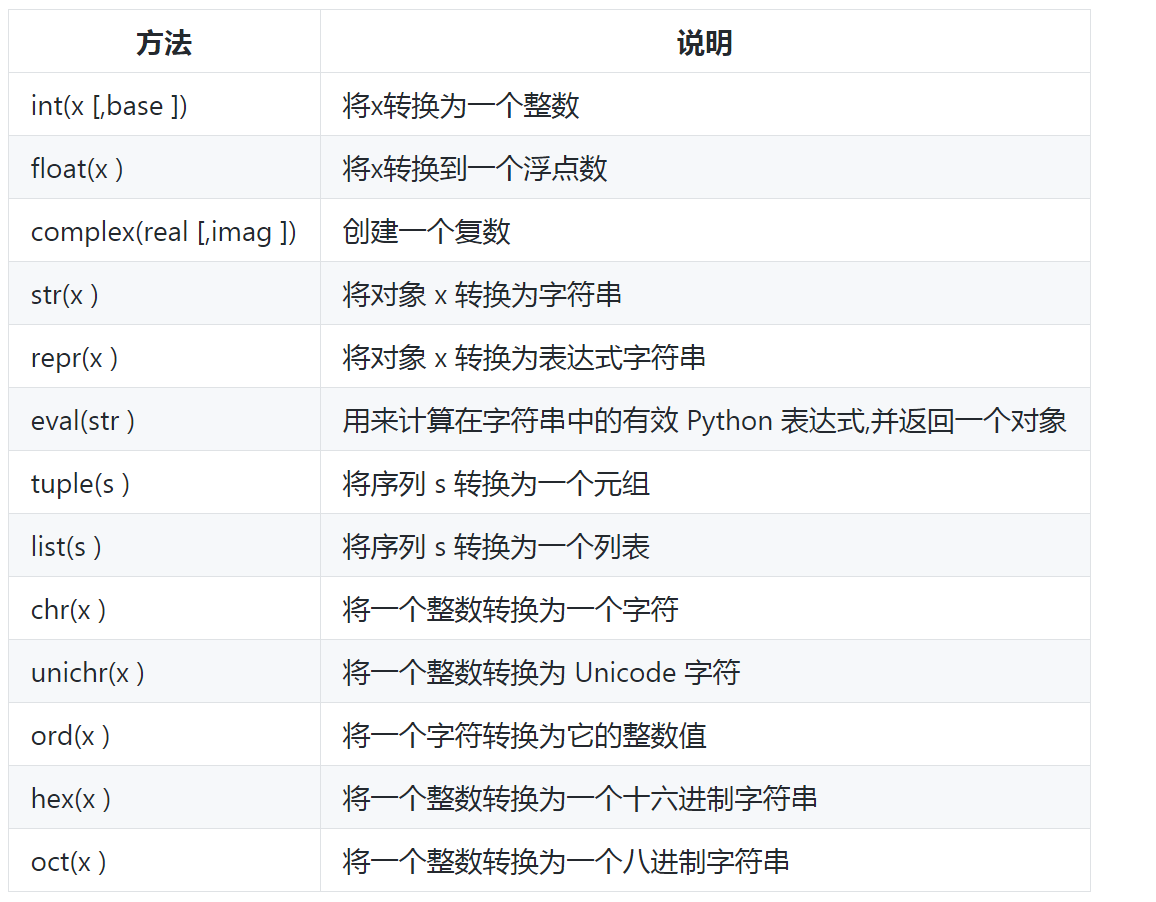 方法 说明
int(x [,base ]) 将x转换为一个整数
float(x ) 将x转换到一个浮点数
complex(real [,imag ]) 创建一个复数
str(x ) 将对象 x 转换为字符串
repr(x ) 将对象 x 转换为表达式字符串
eval(str ) 用来计算在字符串中的有效 Python 表达式,并返回一个对象
tuple(s ) 将序列 s 转换为一个元组
list(s ) 将序列 s 转换为一个列表
chr(x ) 将一个整数转换为一个字符
unichr(x ) 将一个整数转换为 Unicode 字符
ord(x ) 将一个字符转换为它的整数值
hex(x ) 将一个整数转换为一个十六进制字符串
oct(x ) 将一个整数转换为一个八进制字符串